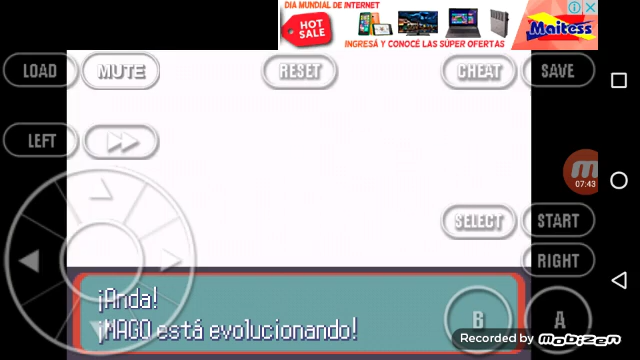 DIA MUNDIAL DE INTERNET
HOT SALE
INGRESÁ Y CONOCÉ LAS SÚPER OFERTAS
Maitess
LOAD
MUTE
RESET
CHEAT
SAVE
LEFT
07:43
SELECT
START
RIGHT
¡Anda!
¡MAGO está evolucionando!
B
A
Recorded by mobizen